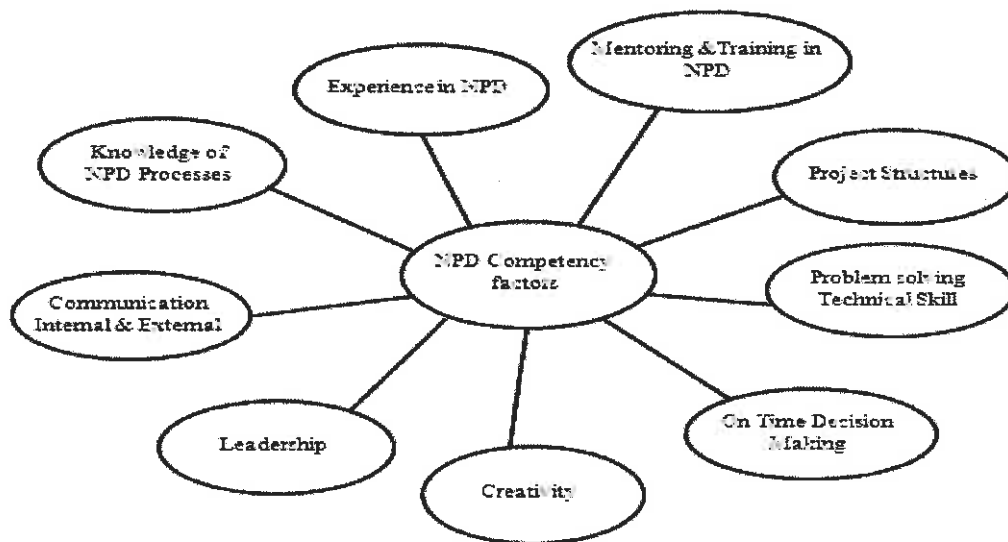 Mentoring & Training in
NPD
Experience in NPD
Knowledge of
NPD Processes
Project Structures
NPD Competency
factors
Problem solving
Technical Skill
Communication
Internal & External
On Time Decision
Making
Leadership
Creativity